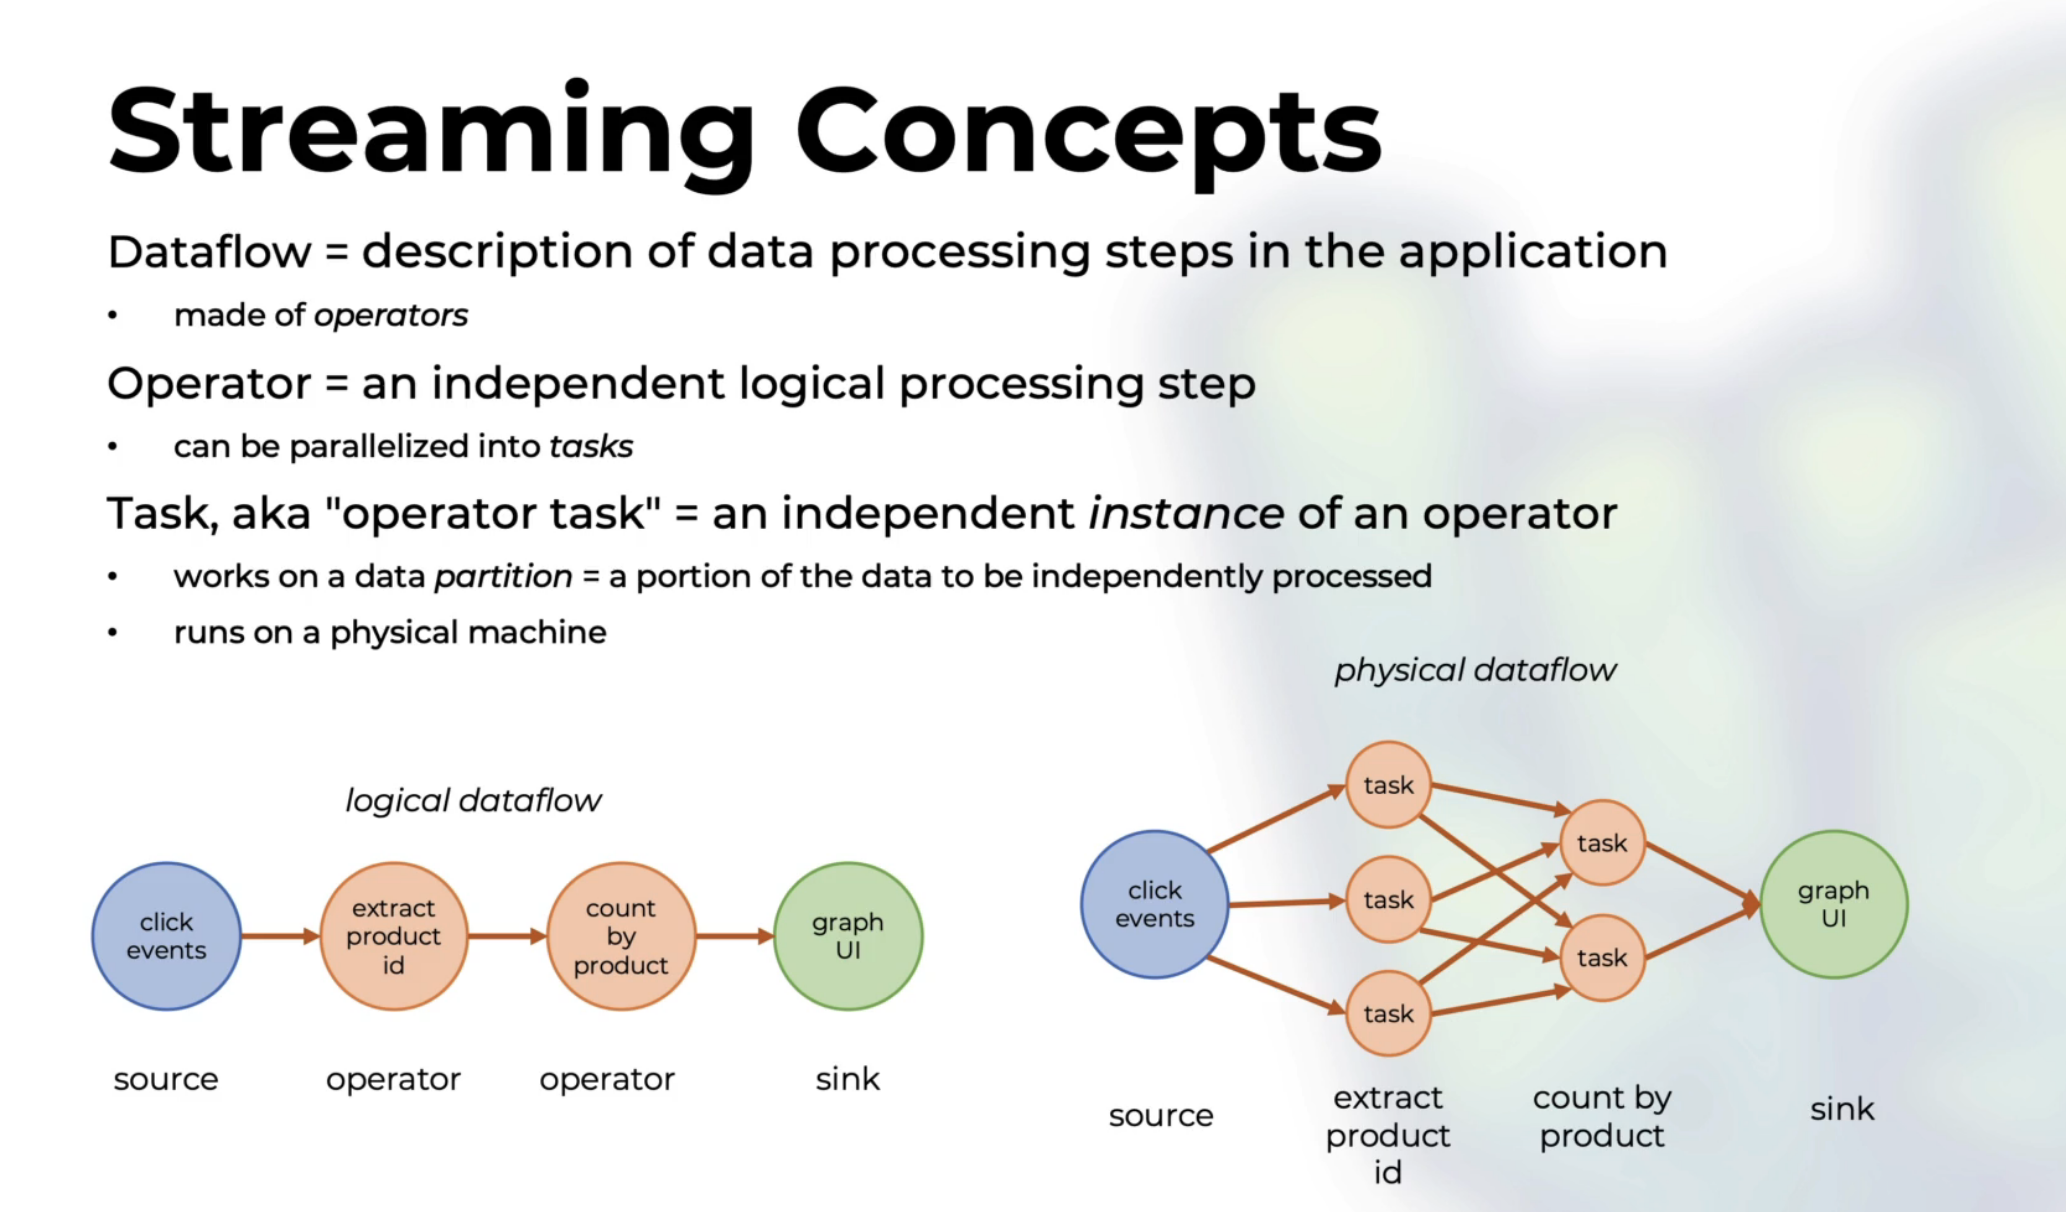 Streaming Concepts
Dataflow = description of data processing steps in the application
• made of operators
Operator = an independent logical processing step
• can be parallelized into tasks
Task, aka "operator task" = an independent instance of an operator
• works on a data partition = a portion of the data to be independently processed
• runs on a physical machine
logical dataflow
click
events
extract
product
id
count
by
product
graph
UI
source
operator
operator
sink
physical dataflow
click
events
task
task
task
task
task
graph
UI
source
extract
product
id
count by
product
sink